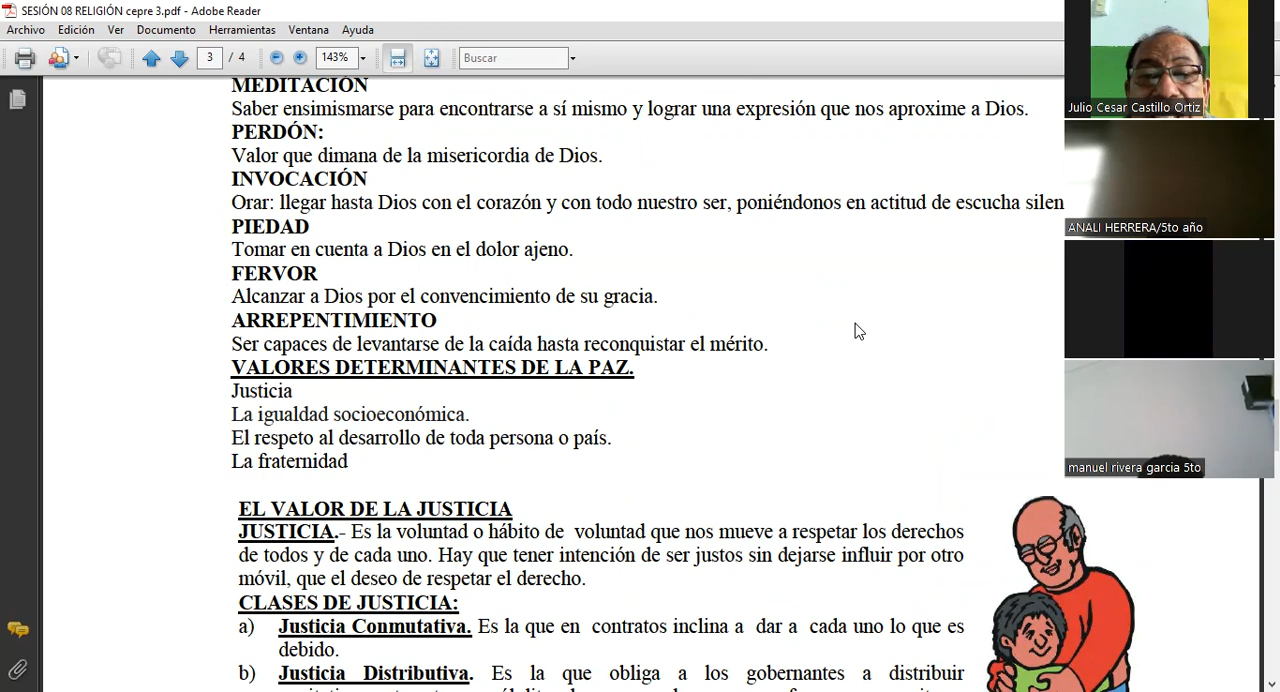 SESIÓN 08 RELIGIÓN cepre 3.pdf - Adobe Reader
Archivo Edición Ver Documento Herramientas Ventana Ayuda
3 / 4 143% Buscar
MEDITACIÓN
Saber ensimismarse para encontrarse a sí mismo y lograr una expresión que nos aproxime a Dios.
PERDÓN:
Valor que dimana de la misericordia de Dios.
INVOCACIÓN
Orar: llegar hasta Dios con el corazón y con todo nuestro ser, poniéndonos en actitud de escucha silen
PIEDAD
Tomar en cuenta a Dios en el dolor ajeno.
FERVOR
Alcanzar a Dios por el convencimiento de su gracia.
ARREPENTIMIENTO
Ser capaces de levantarse de la caída hasta reconquistar el mérito.
VALORES DETERMINANTES DE LA PAZ.
Justicia
La igualdad socioeconómica.
El respeto al desarrollo de toda persona o país.
La fraternidad
EL VALOR DE LA JUSTICIA
JUSTICIA.- Es la voluntad o hábito de voluntad que nos mueve a respetar los derechos
de todos y de cada uno. Hay que tener intención de ser justos sin dejarse influir por otro
móvil, que el deseo de respetar el derecho.
CLASES DE JUSTICIA:
a) Justicia Conmutativa. Es la que en contratos inclina a dar a cada uno lo que es
debido.
b) Justicia Distributiva. Es la que obliga a los gobernantes a distribuir
Julio Cesar Castillo Ortiz
ANALI HERRERA/5to año
manuel rivera garcia 5to